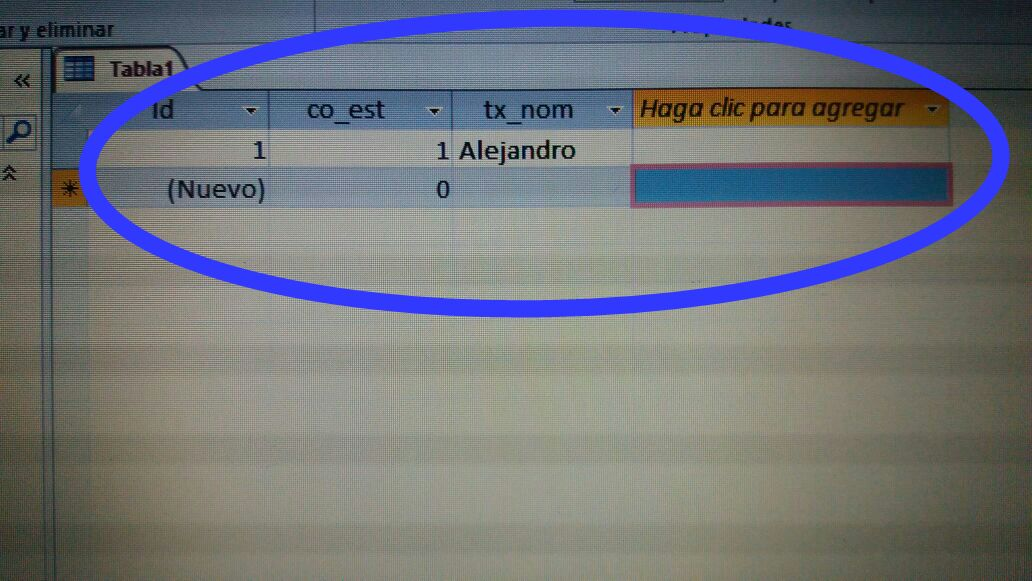 ar y eliminar
Tabla1
Id co_est tx_nom Haga clic para agregar
1 1 Alejandro
(Nuevo) 0